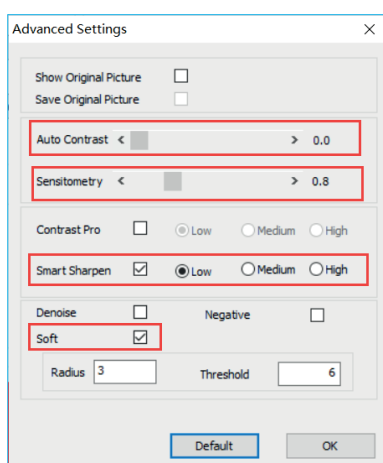 Advanced Settings
Show Original Picture
Save Original Picture
Auto Contrast < > 0.0
Sensitometry < > 0.8
Contrast Pro Low Medium High
Smart Sharpen Low Medium High
Denoise Negative
Soft
Radius 3 Threshold 6
Default OK